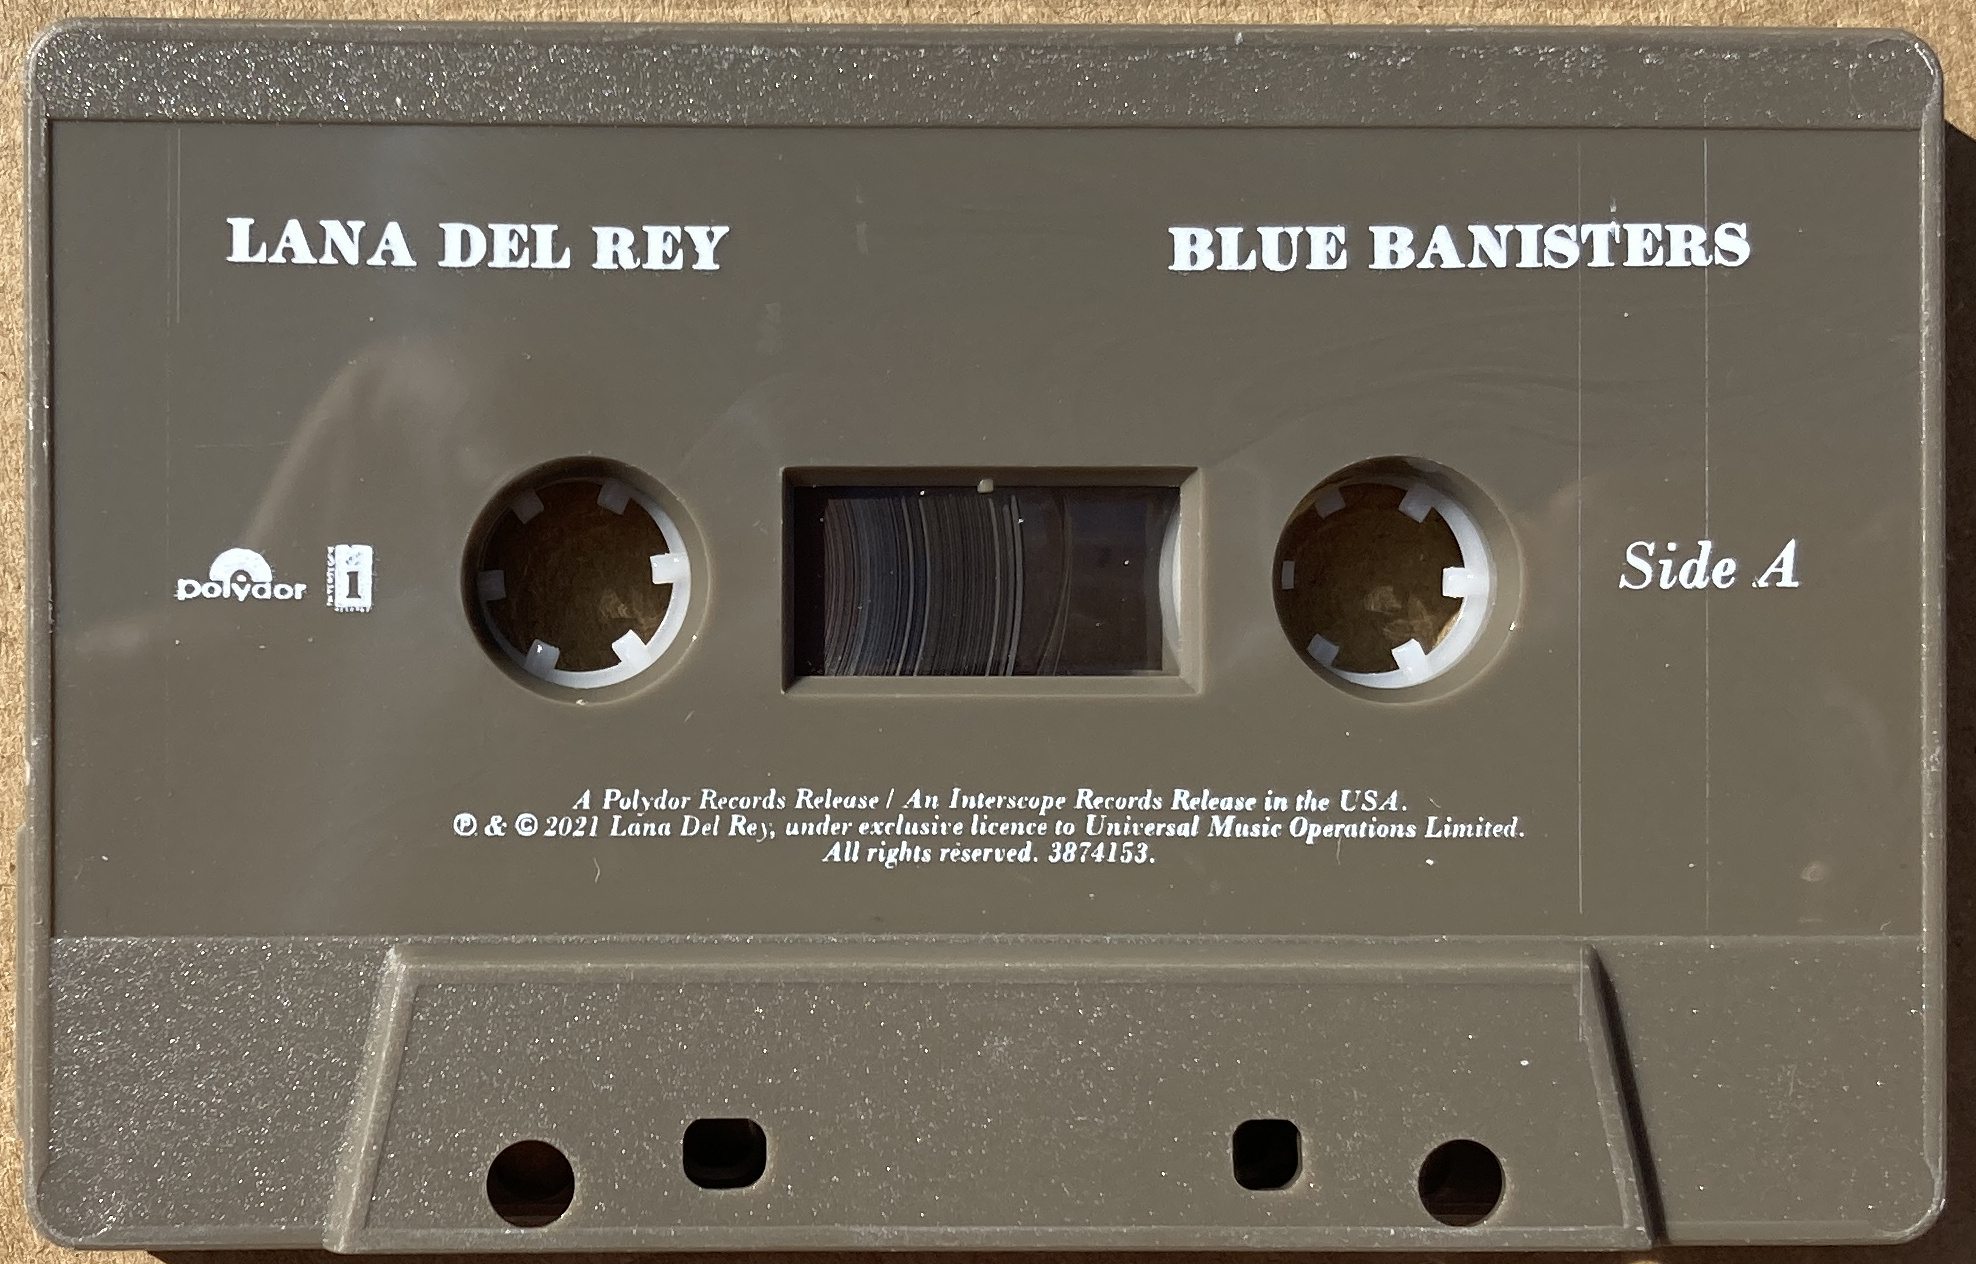 LANA DEL REY
BLUE BANISTERS
polydor
1
Side A
A Polydor Records Release / An Interscope Records Release in the USA.
℗ & © 2021 Lana Del Rey, under exclusive licence to Universal Music Operations Limited.
All rights reserved. 3874153.